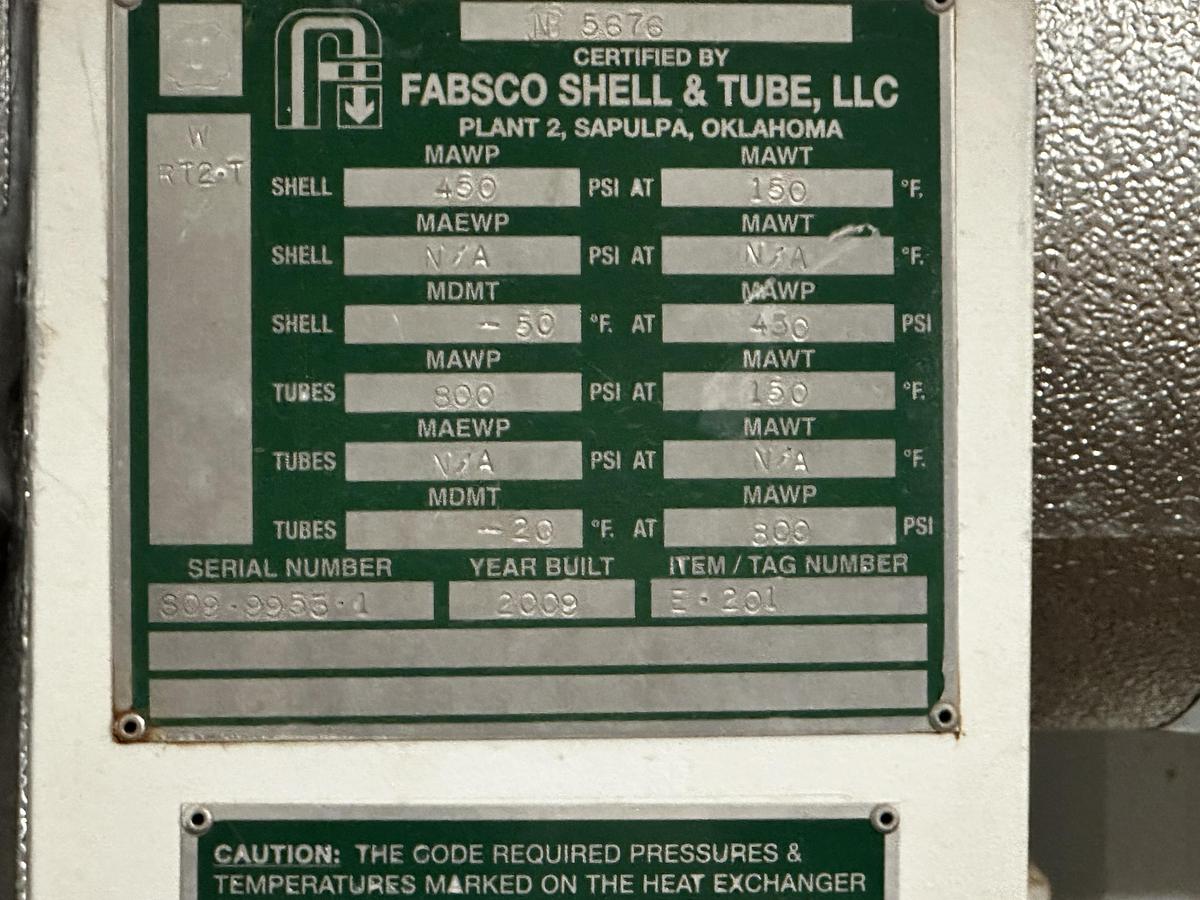 U
Nº 5676
CERTIFIED BY
FABSCO SHELL & TUBE, LLC
PLANT 2, SAPULPA, OKLAHOMA
W
RT2·T
MAWP MAWT
SHELL 450 PSI AT 150 °F.
MAEWP MAWT
SHELL N/A PSI AT N/A °F.
MDMT MAWP
SHELL -50 °F. AT 450 PSI
MAWP MAWT
TUBES 800 PSI AT 150 °F.
MAEWP MAWT
TUBES N/A PSI AT N/A °F.
MDMT MAWP
TUBES -20 °F. AT 800 PSI
SERIAL NUMBER YEAR BUILT ITEM / TAG NUMBER
809-9955-1 2009 E-201
CAUTION: THE CODE REQUIRED PRESSURES &
TEMPERATURES MARKED ON THE HEAT EXCHANGER